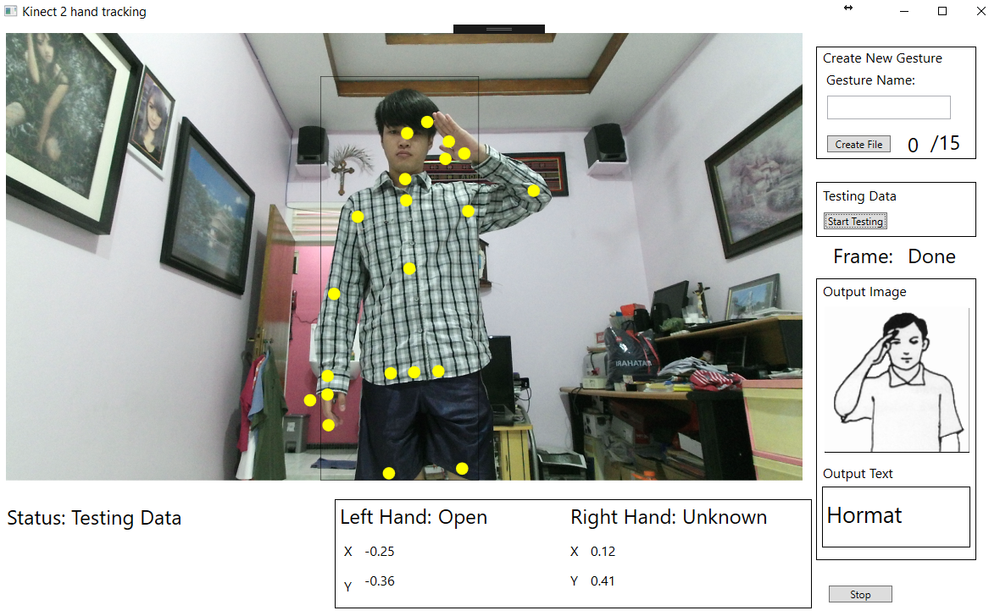 Kinect 2 hand tracking
Create New Gesture
Gesture Name:
Create File
0 /15
Testing Data
Start Testing
Frame: Done
Output Image
Output Text
Hormat
Stop
MATAHARI
Status: Testing Data
Left Hand: Open
X -0.25
Y -0.36
Right Hand: Unknown
X 0.12
Y 0.41